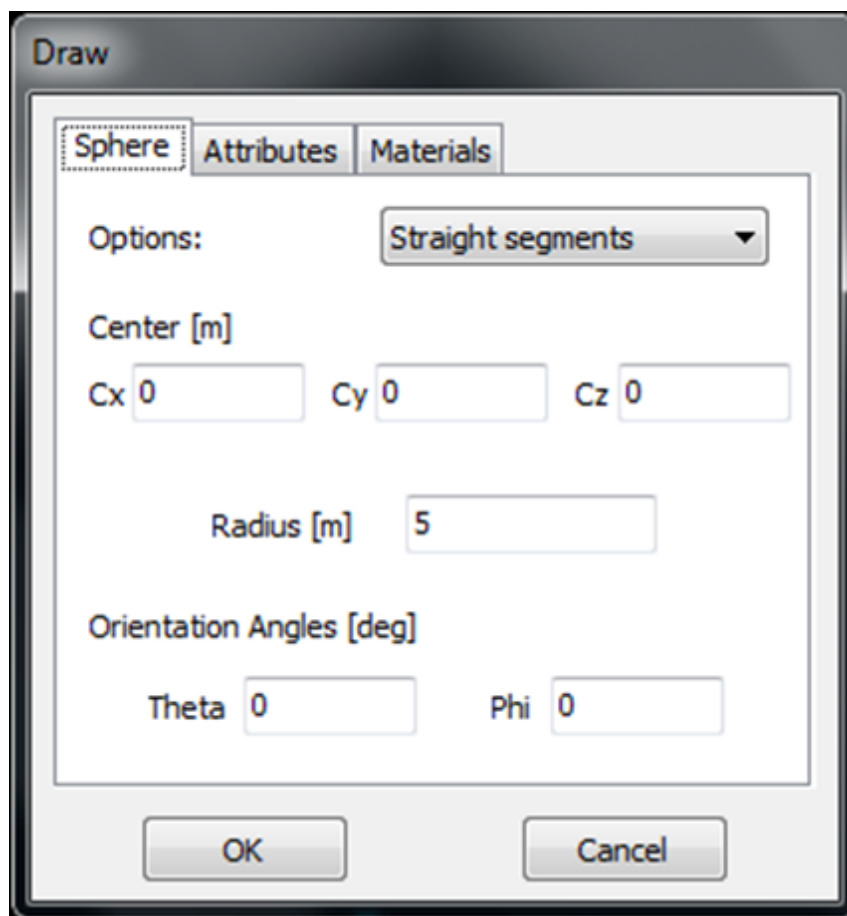 Draw
Sphere Attributes Materials
Options: Straight segments
Center [m]
Cx 0 Cy 0 Cz 0
Radius [m] 5
Orientation Angles [deg]
Theta 0 Phi 0
OK Cancel